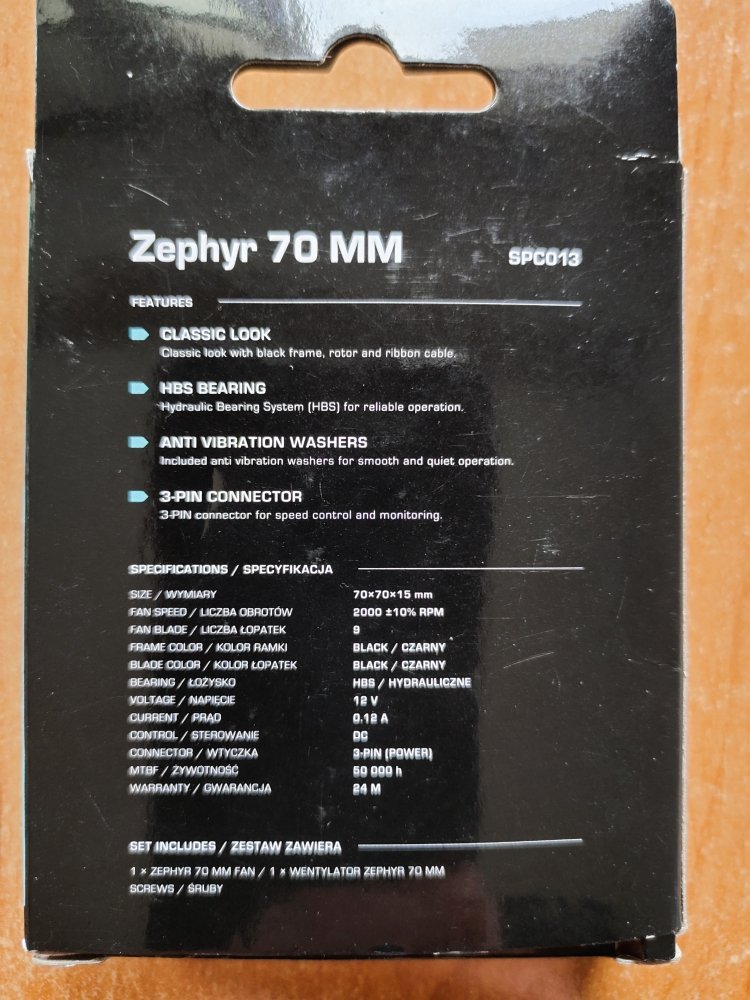 Zephyr 70 MM SPC013
FEATURES
CLASSIC LOOK
Classic look with black frame, rotor and ribbon cable.
HBS BEARING
Hydraulic Bearing System (HBS) for reliable operation.
ANTI VIBRATION WASHERS
Included anti vibration washers for smooth and quiet operation.
3-PIN CONNECTOR
3-PIN connector for speed control and monitoring.
SPECIFICATIONS / SPECYFIKACJA
SIZE / WYMIARY 70×70×15 mm
FAN SPEED / LICZBA OBROTÓW 2000 ±10% RPM
FAN BLADE / LICZBA ŁOPATEK 9
FRAME COLOR / KOLOR RAMKI BLACK / CZARNY
BLADE COLOR / KOLOR ŁOPATEK BLACK / CZARNY
BEARING / ŁOŻYSKO HBS / HYDRAULICZNE
VOLTAGE / NAPIĘCIE 12 V
CURRENT / PRĄD 0.12 A
CONTROL / STEROWANIE DC
CONNECTOR / WTYCZKA 3-PIN (POWER)
MTBF / ŻYWOTNOŚĆ 50 000 h
WARRANTY / GWARANCJA 24 M
SET INCLUDES / ZESTAW ZAWIERA
1 × ZEPHYR 70 MM FAN / 1 × WENTYLATOR ZEPHYR 70 MM
SCREWS / ŚRUBY